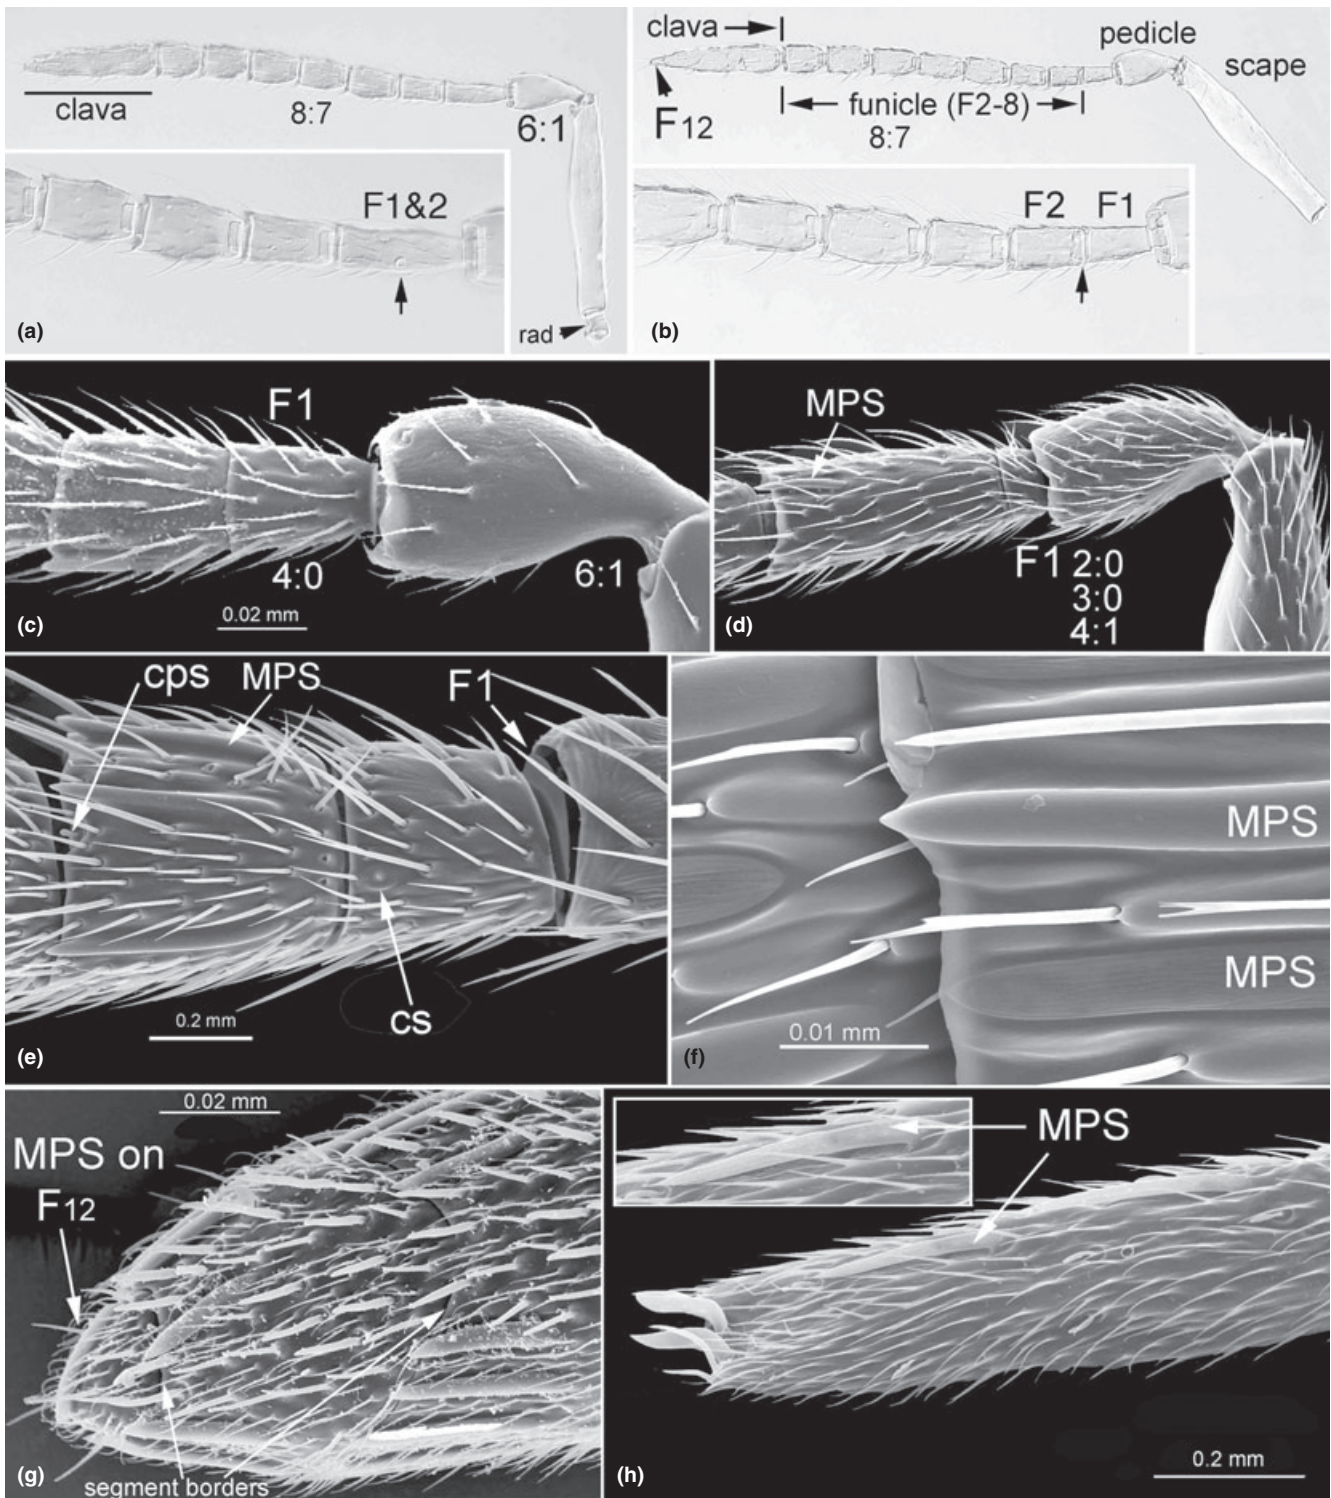 clava
8:7
6:1
F1&2
rad
(a)
clava
pedicle
scape
F12
funicle (F2-8)
8:7
F2
F1
(b)
F1
4:0
6:1
0.02 mm
(c)
MPS
F1 2:0
3:0
4:1
(d)
cps
MPS
F1
0.2 mm
cs
(e)
MPS
MPS
0.01 mm
(f)
0.02 mm
MPS on
F12
segment borders
(g)
MPS
0.2 mm
(h)